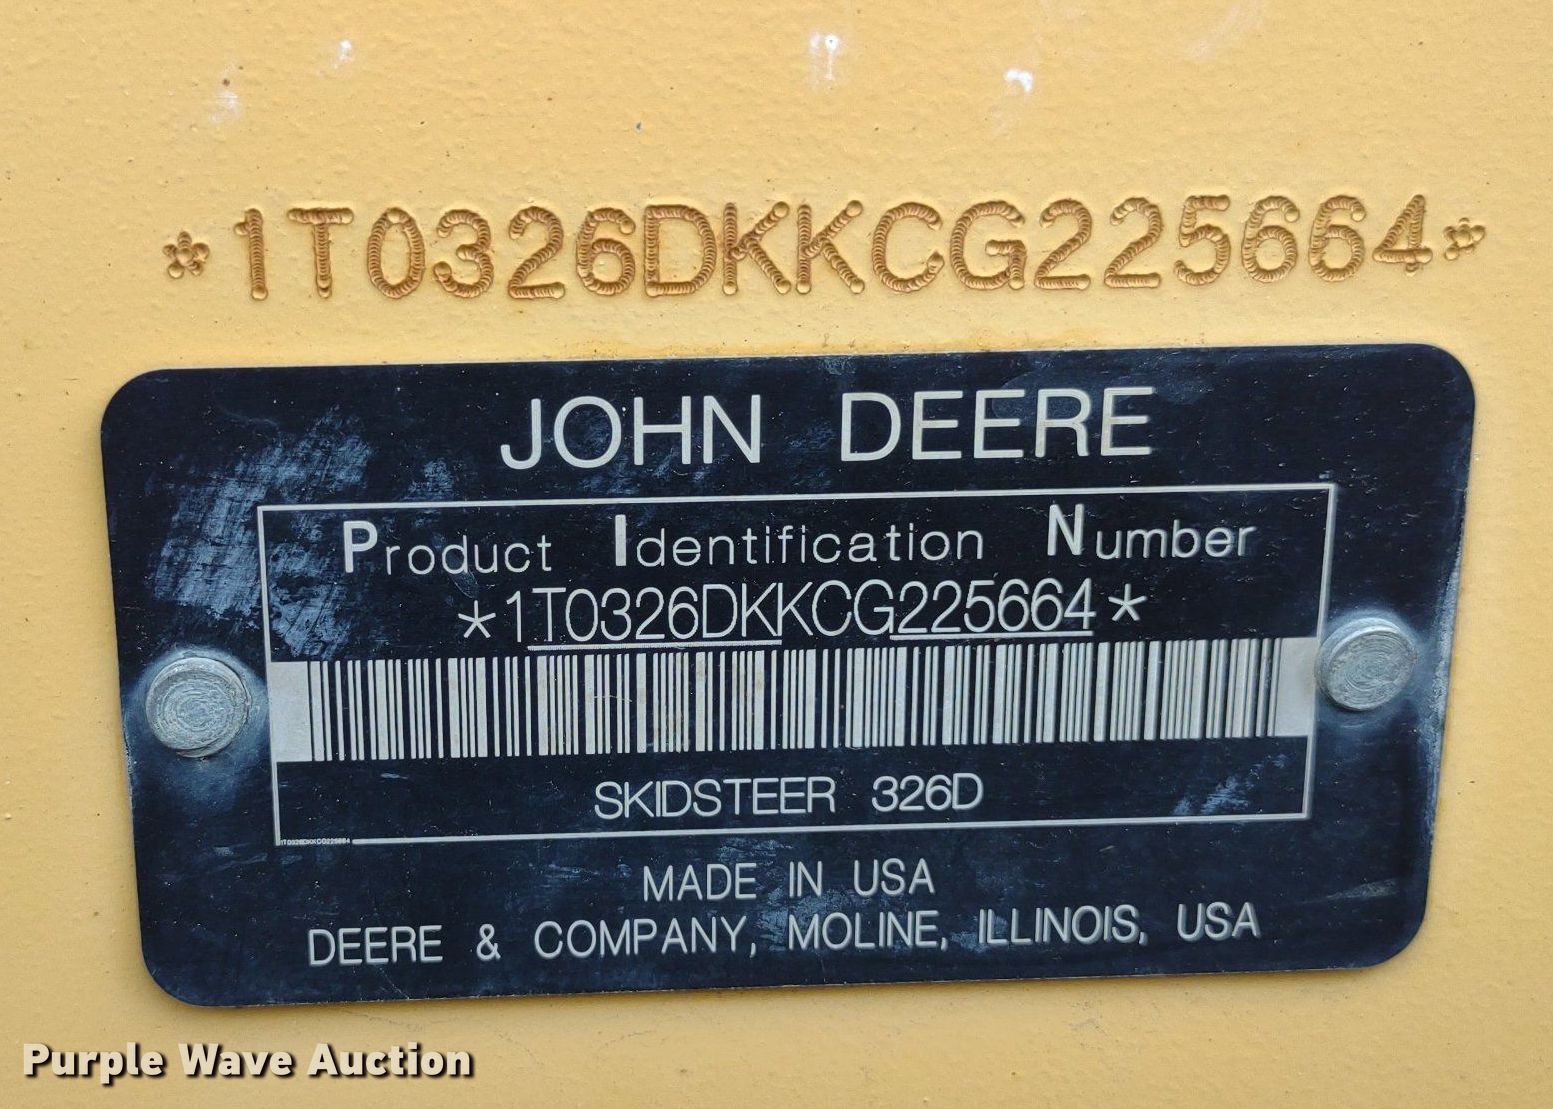 *1T0326DKKCG225664*
JOHN DEERE
Product Identification Number
*1T0326DKKCG225664*
SKIDSTEER 326D
1T0326DKKCG225664
MADE IN USA
DEERE & COMPANY, MOLINE, ILLINOIS, USA
Purple Wave Auction